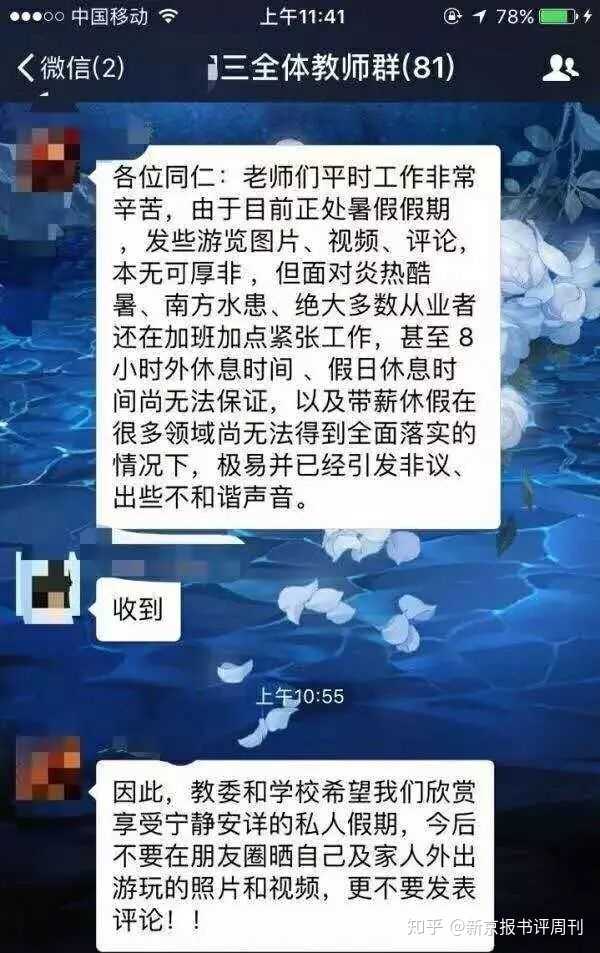 中国移动 上午11:41 78%
微信(2) 三全体教师群(81)
各位同仁：老师们平时工作非常
辛苦，由于目前正处暑假假期
，发些游览图片、视频、评论，
本无可厚非，但面对炎热酷
暑、南方水患、绝大多数从业者
还在加班加点紧张工作，甚至 8
小时外休息时间 、假日休息时
间尚无法保证，以及带薪休假在
很多领域尚无法得到全面落实的
情况下，极易并已经引发非议、
出些不和谐声音。
收到
上午10:55
因此，教委和学校希望我们欣赏
享受宁静安详的私人假期，今后
不要在朋友圈晒自己及家人外出
游玩的照片和视频，更不要发表
评论！！
知乎 @新京报书评周刊